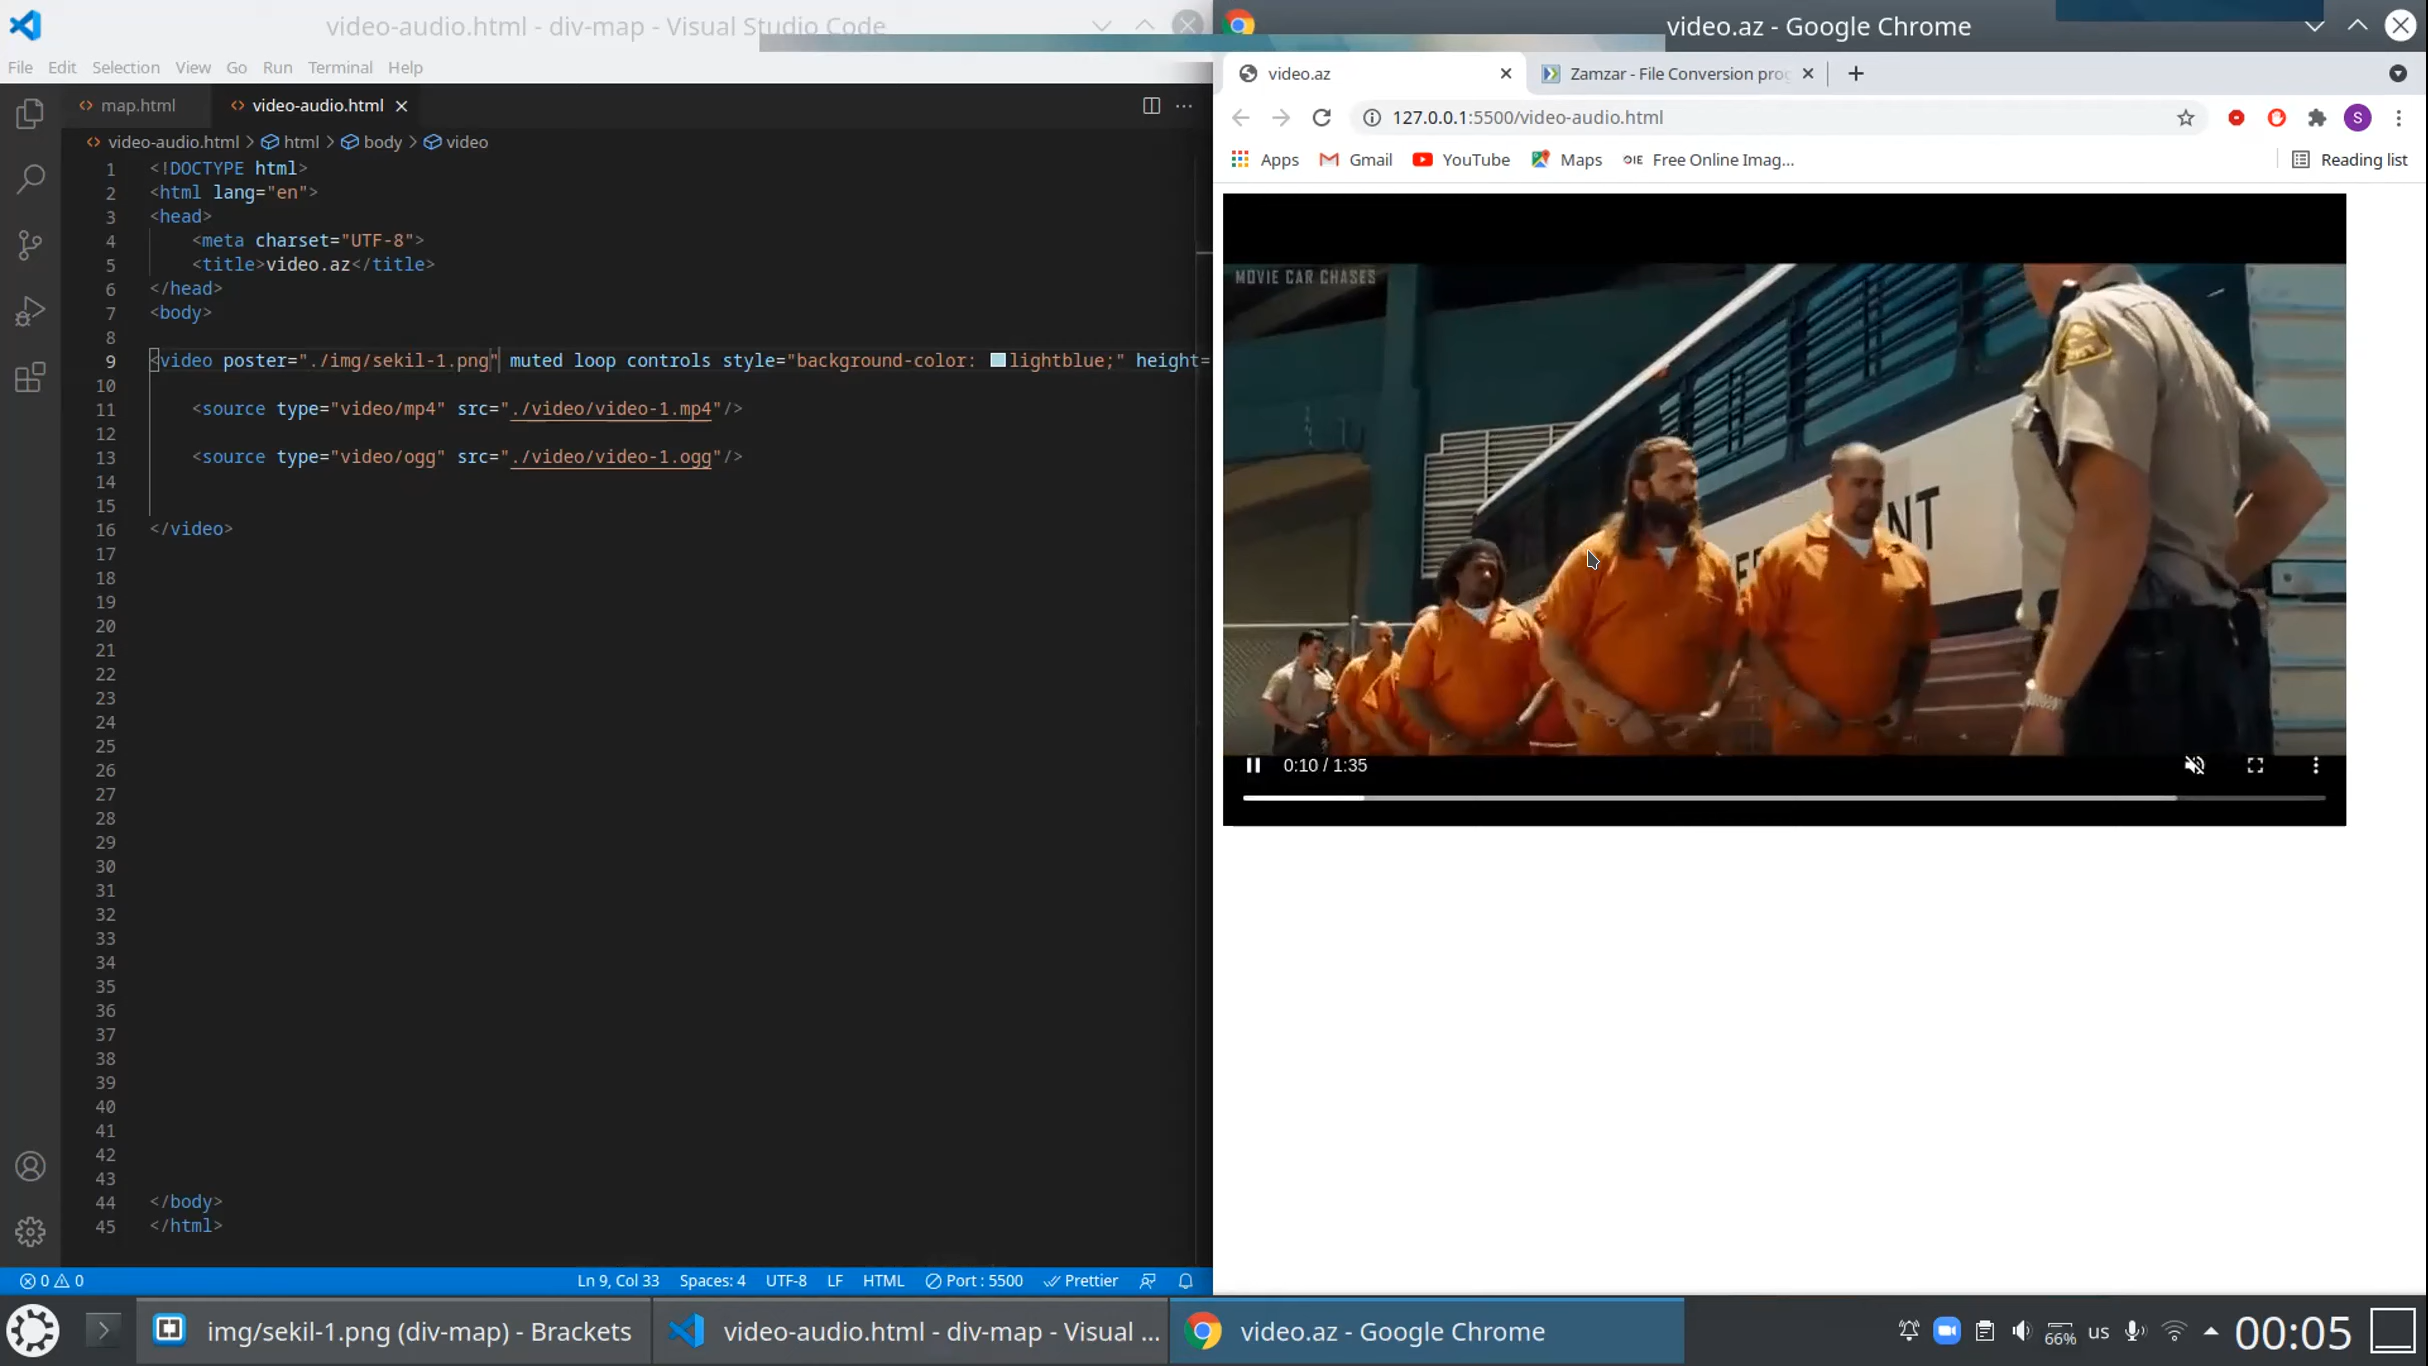 video-audio.html - div-map - Visual Studio Code
File Edit Selection View Go Run Terminal Help
map.html video-audio.html
video-audio.html > html > body > video
1 <!DOCTYPE html>
2 <html lang="en">
3 <head>
4 <meta charset="UTF-8">
5 <title>video.az</title>
6 </head>
7 <body>
8
9 <video poster="./img/sekil-1.png" muted loop controls style="background-color: lightblue;" height=
10
11 <source type="video/mp4" src="./video/video-1.mp4"/>
12
13 <source type="video/ogg" src="./video/video-1.ogg"/>
14
15
16 </video>
17
18
19
20
21
22
23
24
25
26
27
28
29
30
31
32
33
34
35
36
37
38
39
40
41
42
43
44 </body>
45 </html>
0 0 Ln 9, Col 33 Spaces: 4 UTF-8 LF HTML Port : 5500 Prettier
video.az - Google Chrome
video.az Zamzar - File Conversion prog
127.0.0.1:5500/video-audio.html S
Apps Gmail YouTube Maps OIE Free Online Imag... Reading list
MOVIE CAR CHASES
NT
0:10 / 1:35
img/sekil-1.png (div-map) - Brackets video-audio.html - div-map - Visual ... video.az - Google Chrome 66% us 00:05